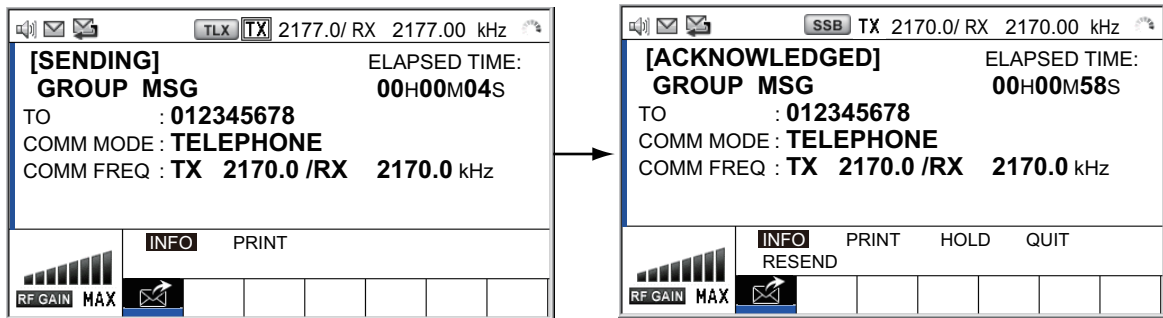 TLX TX 2177.0/ RX 2177.00 kHz
[SENDING] ELAPSED TIME:
GROUP MSG 00H00M04S
TO : 012345678
COMM MODE : TELEPHONE
COMM FREQ : TX 2170.0 /RX 2170.0 kHz
INFO PRINT
RF GAIN MAX
SSB TX 2170.0/ RX 2170.00 kHz
[ACKNOWLEDGED] ELAPSED TIME:
GROUP MSG 00H00M58S
TO : 012345678
COMM MODE : TELEPHONE
COMM FREQ : TX 2170.0 /RX 2170.0 kHz
INFO PRINT HOLD QUIT
RESEND
RF GAIN MAX